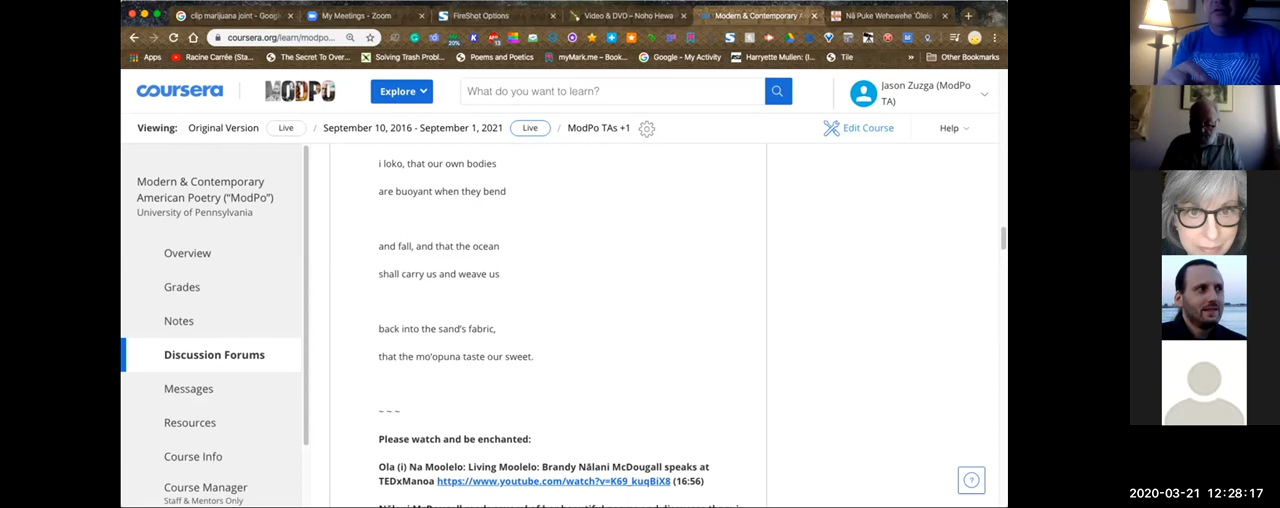 clip marijuana joint - Googl
My Meetings - Zoom
FireShot Options
Video & DVD – Noho Hewa
Modern & Contemporary A
Nā Puke Wehewehe ʻŌlelo
coursera.org/learn/modpo...
20%
13
Apps
Racine Carrée (Sta...
The Secret To Over...
Solving Trash Probl...
Poems and Poetics
myMark.me – Book...
Google - My Activity
Harryette Mullen: (I...
Tile
»
Other Bookmarks
coursera
MODPO
Explore
What do you want to learn?
Jason Zuzga (ModPo
TA)
Viewing: Original Version Live / September 10, 2016 - September 1, 2021 Live / ModPo TAs +1
Edit Course
Help
Modern & Contemporary
American Poetry (“ModPo”)
University of Pennsylvania
Overview
Grades
Notes
Discussion Forums
Messages
Resources
Course Info
Course Manager
Staff & Mentors Only
i loko, that our own bodies
are buoyant when they bend
and fall, and that the ocean
shall carry us and weave us
back into the sand’s fabric,
that the mo’opuna taste our sweet.
~ ~ ~
Please watch and be enchanted:
Ola (i) Na Moolelo: Living Moolelo: Brandy Nālani McDougall speaks at
TEDxManoa https://www.youtube.com/watch?v=K69_kuqBiX8 (16:56)
2020-03-21 12:28:17